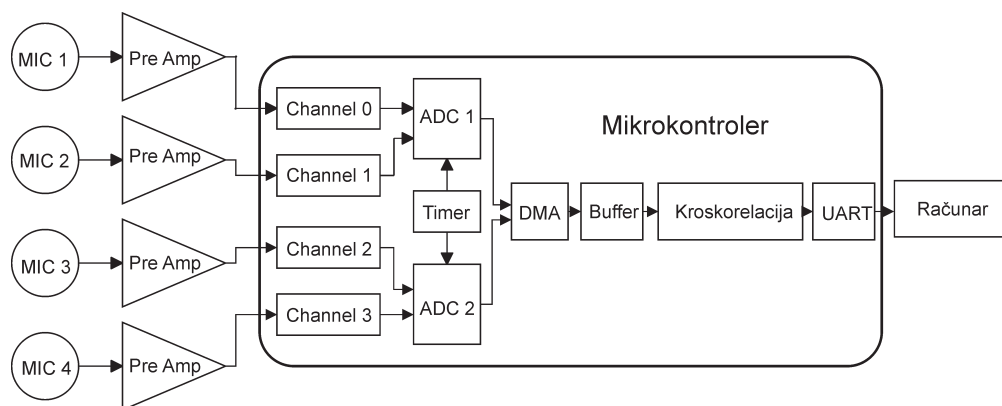 MIC 1
Pre Amp
Channel 0
ADC 1
Mikrokontroler
MIC 2
Pre Amp
Channel 1
Timer
DMA
Buffer
Kroskorelacija
UART
Računar
MIC 3
Pre Amp
Channel 2
ADC 2
Channel 3
MIC 4
Pre Amp